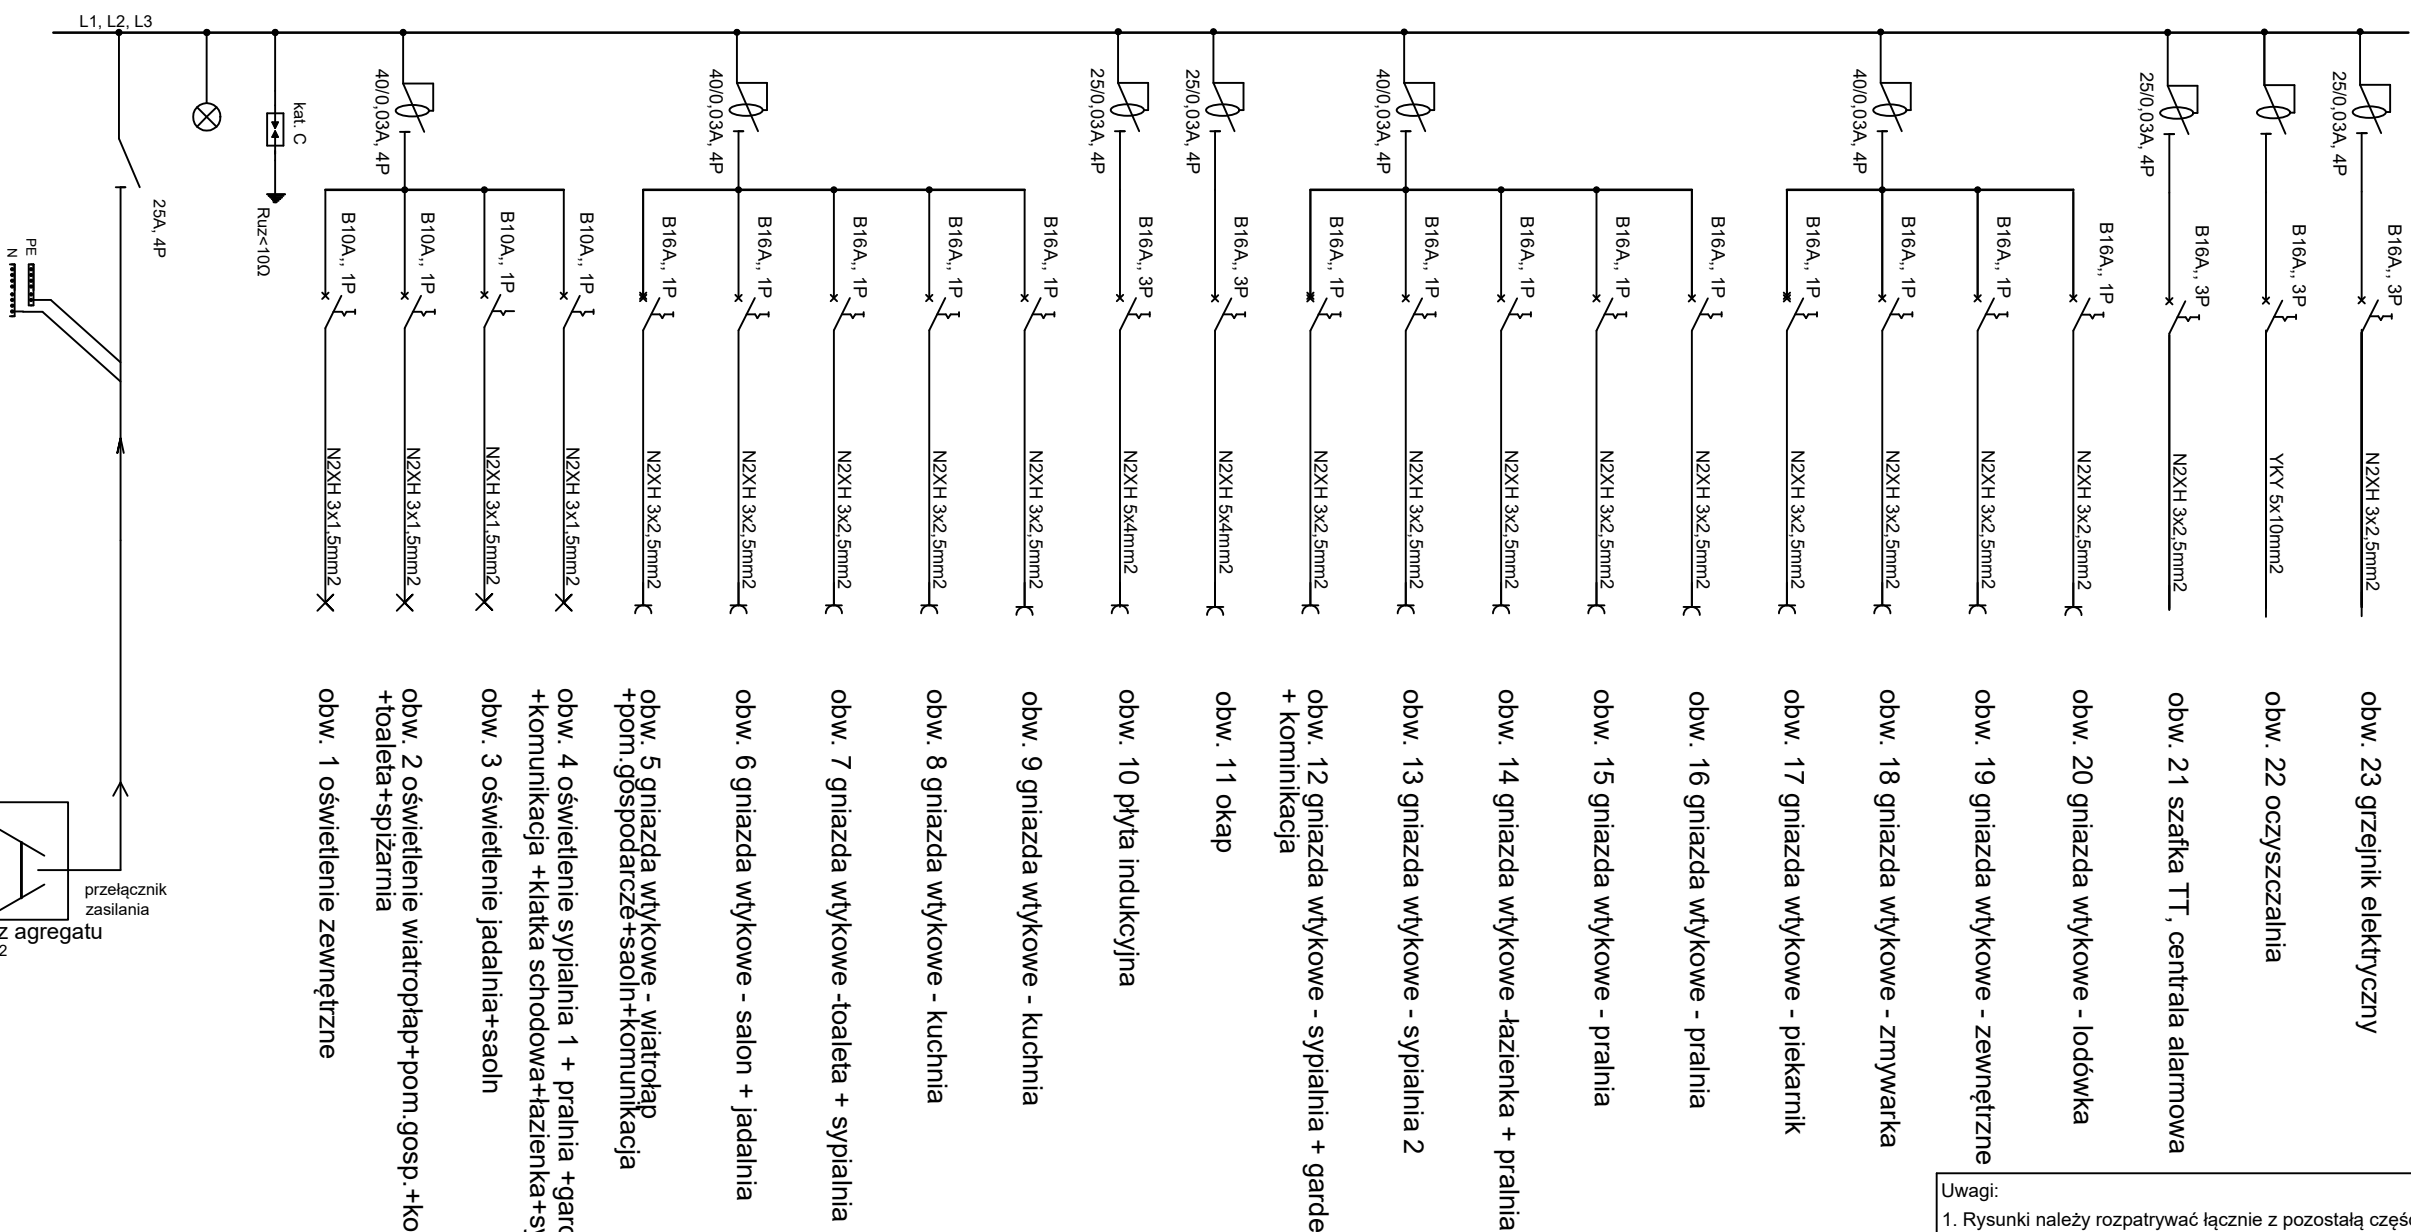 L1, L2, L3
25A, 4P
PE
N
kat. C
Ruz<10Ω
40/0,03A, 4P
40/0,03A, 4P
25/0,03A, 4P
25/0,03A, 4P
40/0,03A, 4P
40/0,03A, 4P
25/0,03A, 4P
25/0,03A, 4P
B10A,, 1P
B10A,, 1P
B10A,, 1P
B10A,, 1P
B16A,, 1P
B16A,, 1P
B16A,, 1P
B16A,, 1P
B16A,, 1P
B16A,, 3P
B16A,, 3P
B16A,, 1P
B16A,, 1P
B16A,, 1P
B16A,, 1P
B16A,, 1P
B16A,, 1P
B16A,, 1P
B16A,, 1P
B16A,, 1P
B16A,, 3P
B16A,, 3P
B16A,, 3P
N2XH 3x1,5mm2
N2XH 3x1,5mm2
N2XH 3x1,5mm2
N2XH 3x1,5mm2
N2XH 3x2,5mm2
N2XH 3x2,5mm2
N2XH 3x2,5mm2
N2XH 3x2,5mm2
N2XH 3x2,5mm2
N2XH 5x4mm2
N2XH 5x4mm2
N2XH 3x2,5mm2
N2XH 3x2,5mm2
N2XH 3x2,5mm2
N2XH 3x2,5mm2
N2XH 3x2,5mm2
N2XH 3x2,5mm2
N2XH 3x2,5mm2
N2XH 3x2,5mm2
N2XH 3x2,5mm2
N2XH 3x2,5mm2
YKY 5x10mm2
N2XH 3x2,5mm2
obw. 1 oświetlenie zewnętrzne
obw. 2 oświetlenie wiatropłap+pom.gosp.+ko
+toaleta+spiżarnia
obw. 3 oświetlenie jadalnia+saoln
obw. 4 oświetlenie sypialnia 1 + pralnia +gard
+komunikacja +klatka schodowa+łazienka+sy
obw. 5 gniazda wtykowe - wiatrołap
+pom.gospodarcze+saoln+komunikacja
obw. 6 gniazda wtykowe - salon + jadalnia
obw. 7 gniazda wtykowe -toaleta + sypialnia
obw. 8 gniazda wtykowe - kuchnia
obw. 9 gniazda wtykowe - kuchnia
obw. 10 płyta indukcyjna
obw. 11 okap
obw. 12 gniazda wtykowe - sypialnia + garde
+ kominikacja
obw. 13 gniazda wtykowe - sypialnia 2
obw. 14 gniazda wtykowe -łazienka + pralnia
obw. 15 gniazda wtykowe - pralnia
obw. 16 gniazda wtykowe - pralnia
obw. 17 gniazda wtykowe - piekarnik
obw. 18 gniazda wtykowe - zmywarka
obw. 19 gniazda wtykowe - zewnętrzne
obw. 20 gniazda wtykowe - lodówka
obw. 21 szafka TT, centrala alarmowa
obw. 22 oczyszczalnia
obw. 23 grzejnik elektryczny
przełącznik
zasilania
z agregatu
2
Uwagi:
1. Rysunki należy rozpatrywać łącznie z pozostałą częśc